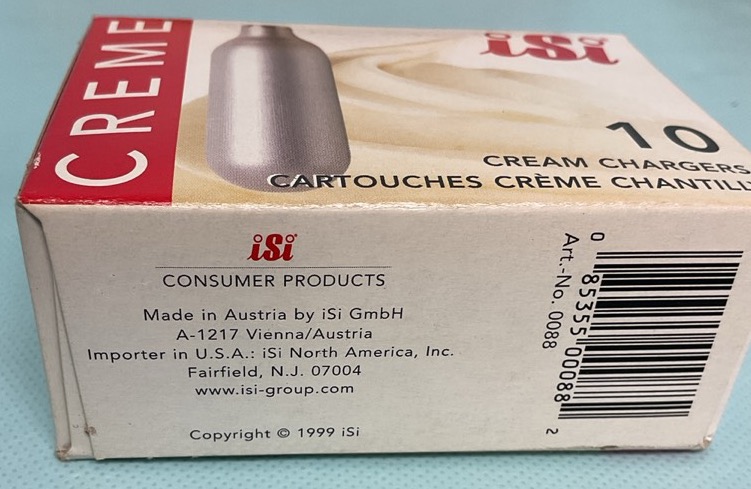 CREME
iSi
10
CREAM CHARGERS
CARTOUCHES CRÈME CHANTILL
iSi
CONSUMER PRODUCTS
Made in Austria by iSi GmbH
A-1217 Vienna/Austria
Importer in U.S.A.: iSi North America, Inc.
Fairfield, N.J. 07004
www.isi-group.com
Copyright © 1999 iSi
Art.-No. 0088
0 85355 00088 2